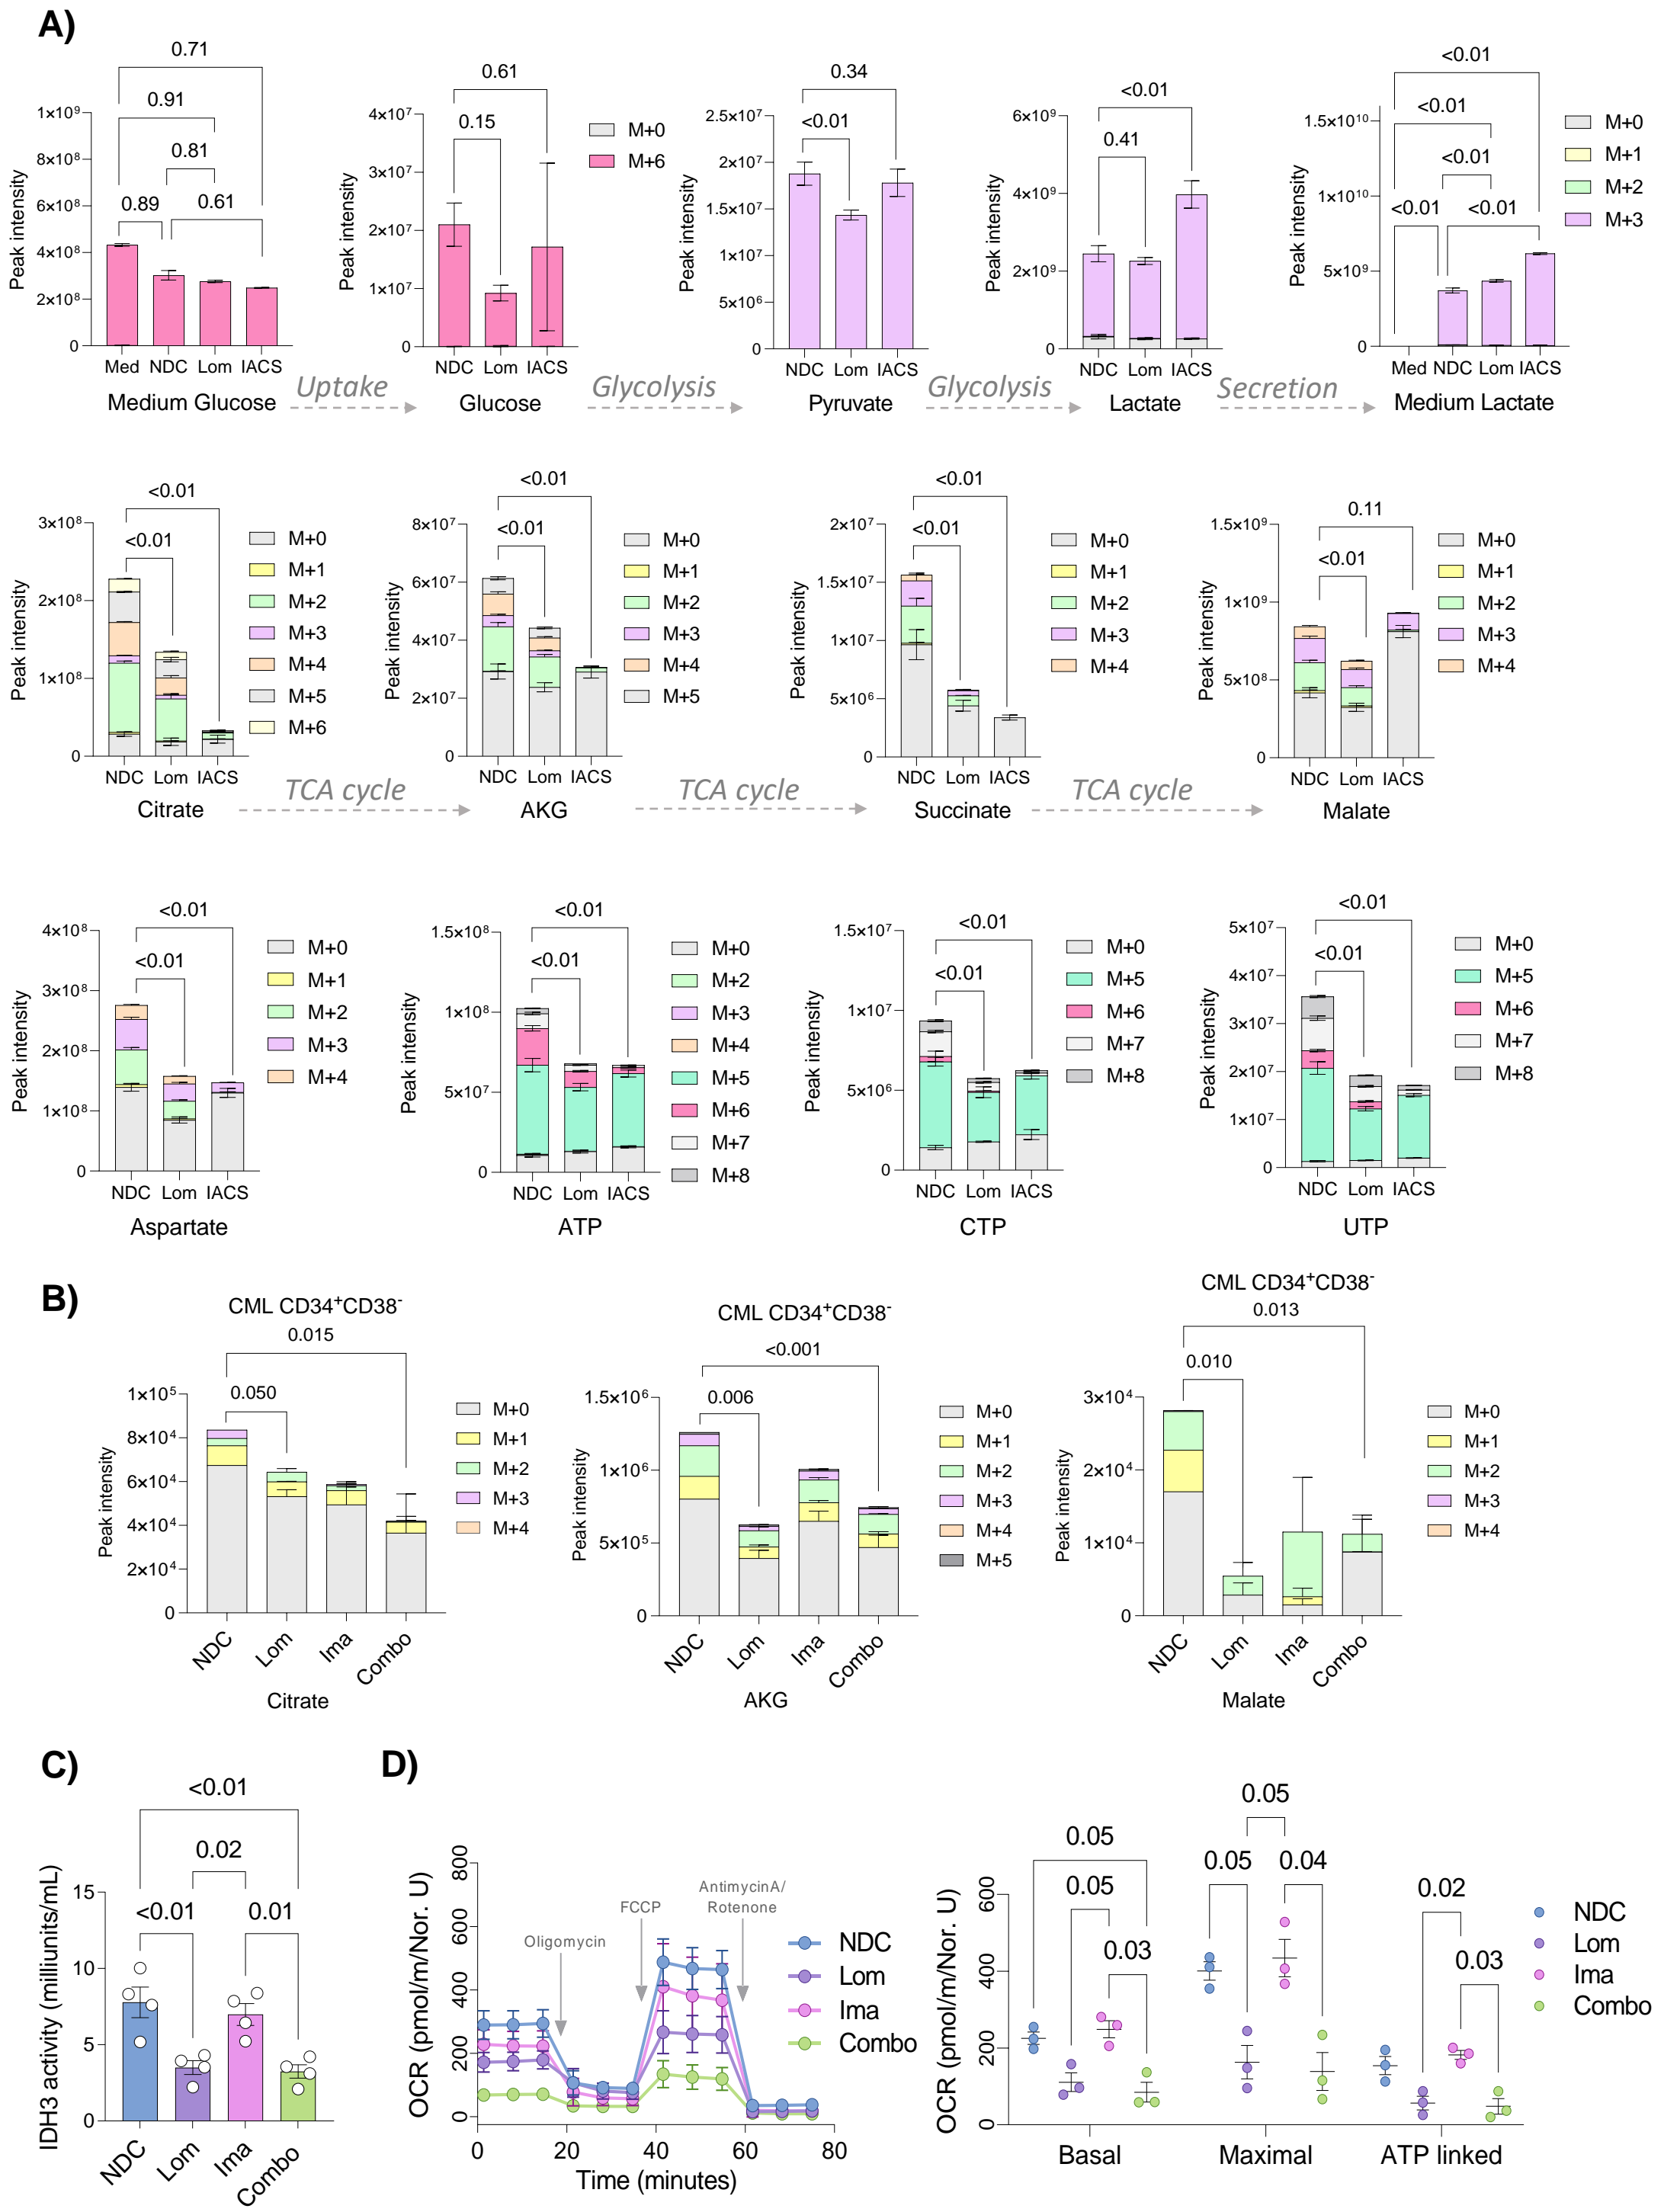 A)
0.71
0.91
0.81
0.89
0.61
1×10⁹
8×10⁸
6×10⁸
4×10⁸
2×10⁸
0
Peak intensity
Med NDC Lom IACS
Medium Glucose
Uptake
0.61
0.15
4×10⁷
3×10⁷
2×10⁷
1×10⁷
0
Peak intensity
NDC Lom IACS
Glucose
M+0
M+6
Glycolysis
0.34
<0.01
2.5×10⁷
2×10⁷
1.5×10⁷
1×10⁷
5×10⁶
0
Peak intensity
NDC Lom IACS
Pyruvate
Glycolysis
<0.01
0.41
6×10⁹
4×10⁹
2×10⁹
0
Peak intensity
NDC Lom IACS
Lactate
Secretion
<0.01
<0.01
<0.01
<0.01
<0.01
1.5×10¹⁰
1×10¹⁰
5×10⁹
0
Peak intensity
Med NDC Lom IACS
Medium Lactate
M+0
M+1
M+2
M+3
<0.01
<0.01
3×10⁸
2×10⁸
1×10⁸
0
Peak intensity
NDC Lom IACS
Citrate
M+0
M+1
M+2
M+3
M+4
M+5
M+6
TCA cycle
<0.01
<0.01
8×10⁷
6×10⁷
4×10⁷
2×10⁷
0
Peak intensity
NDC Lom IACS
AKG
M+0
M+1
M+2
M+3
M+4
M+5
TCA cycle
<0.01
<0.01
2×10⁷
1.5×10⁷
1×10⁷
5×10⁶
0
Peak intensity
NDC Lom IACS
Succinate
M+0
M+1
M+2
M+3
M+4
TCA cycle
0.11
<0.01
1.5×10⁹
1×10⁹
5×10⁸
0
Peak intensity
NDC Lom IACS
Malate
M+0
M+1
M+2
M+3
M+4
<0.01
<0.01
4×10⁸
3×10⁸
2×10⁸
1×10⁸
0
Peak intensity
NDC Lom IACS
Aspartate
M+0
M+1
M+2
M+3
M+4
<0.01
<0.01
1.5×10⁸
1×10⁸
5×10⁷
0
Peak intensity
NDC Lom IACS
ATP
M+0
M+2
M+3
M+4
M+5
M+6
M+7
M+8
<0.01
<0.01
1.5×10⁷
1×10⁷
5×10⁶
0
Peak intensity
NDC Lom IACS
CTP
M+0
M+5
M+6
M+7
M+8
<0.01
<0.01
5×10⁷
4×10⁷
3×10⁷
2×10⁷
1×10⁷
0
Peak intensity
NDC Lom IACS
UTP
M+0
M+5
M+6
M+7
M+8
B)
CML CD34⁺CD38⁻
0.015
0.050
1×10⁵
8×10⁴
6×10⁴
4×10⁴
2×10⁴
0
Peak intensity
NDC Lom Ima Combo
Citrate
M+0
M+1
M+2
M+3
M+4
CML CD34⁺CD38⁻
<0.001
0.006
1.5×10⁶
1×10⁶
5×10⁵
0
Peak intensity
NDC Lom Ima Combo
AKG
M+0
M+1
M+2
M+3
M+4
M+5
CML CD34⁺CD38⁻
0.013
0.010
3×10⁴
2×10⁴
1×10⁴
0
Peak intensity
NDC Lom Ima Combo
Malate
M+0
M+1
M+2
M+3
M+4
C)
<0.01
0.02
<0.01
0.01
15
10
5
0
IDH3 activity (milliunits/mL)
NDC Lom Ima Combo
D)
800
600
400
200
0
OCR (pmol/m/Nor. U)
Oligomycin
FCCP
AntimycinA/
Rotenone
NDC
Lom
Ima
Combo
0 20 40 60 80
Time (minutes)
0.05
0.05
0.05
0.05
0.04
0.03
0.02
0.03
600
400
200
0
OCR (pmol/m/Nor. U)
Basal Maximal ATP linked
NDC
Lom
Ima
Combo